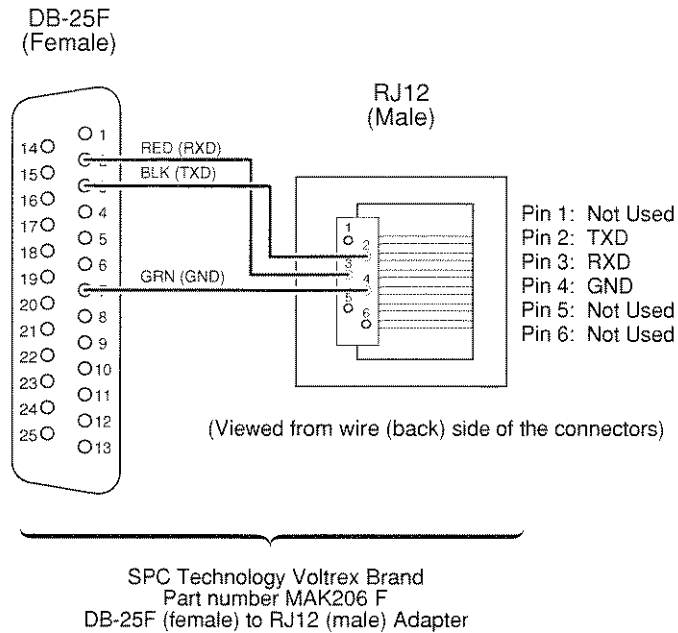 DB-25F
(Female)
RJ12
(Male)
1
14
2
15
3
16
4
17
5
18
6
19
7
20
8
21
9
22
10
23
11
24
12
25
13
RED (RXD)
BLK (TXD)
GRN (GND)
1
2
3
4
5
6
Pin 1: Not Used
Pin 2: TXD
Pin 3: RXD
Pin 4: GND
Pin 5: Not Used
Pin 6: Not Used
(Viewed from wire (back) side of the connectors)
SPC Technology Voltrex Brand
Part number MAK206 F
DB-25F (female) to RJ12 (male) Adapter